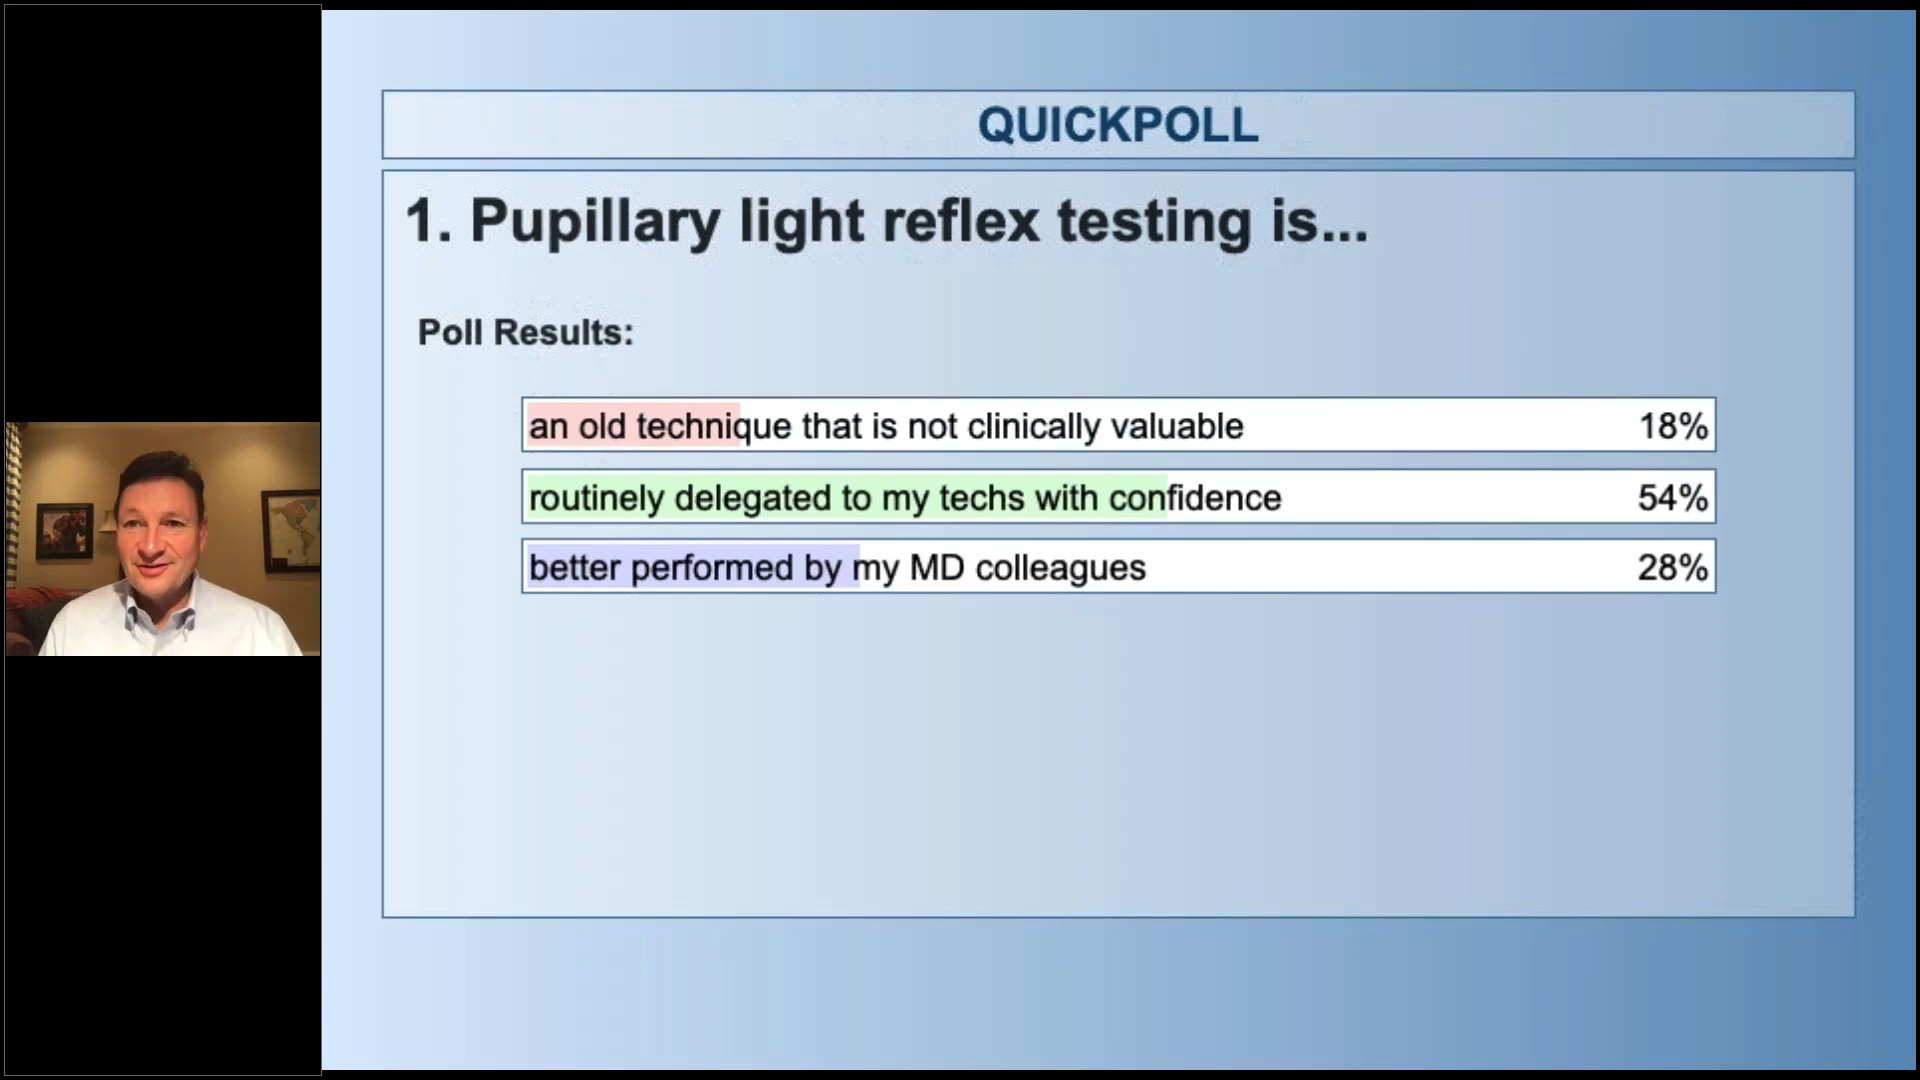 QUICKPOLL
1. Pupillary light reflex testing is...
Poll Results:
an old technique that is not clinically valuable 18%
routinely delegated to my techs with confidence 54%
better performed by my MD colleagues 28%